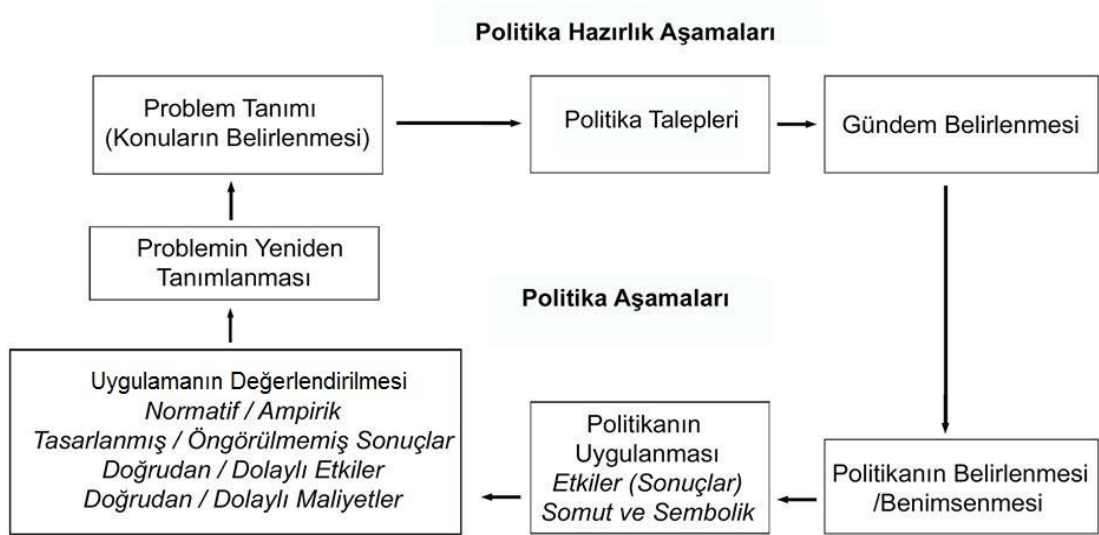 Politika Hazırlık Aşamaları
Problem Tanımı
(Konuların Belirlenmesi)
Politika Talepleri
Gündem Belirlenmesi
Problemin Yeniden
Tanımlanması
Politika Aşamaları
Uygulamanın Değerlendirilmesi
Normatif / Ampirik
Tasarlanmış / Öngörülmemiş Sonuçlar
Doğrudan / Dolaylı Etkiler
Doğrudan / Dolaylı Maliyetler
Politikanın
Uygulanması
Etkiler (Sonuçlar)
Somut ve Sembolik
Politikanın Belirlenmesi
/Benimsenmesi